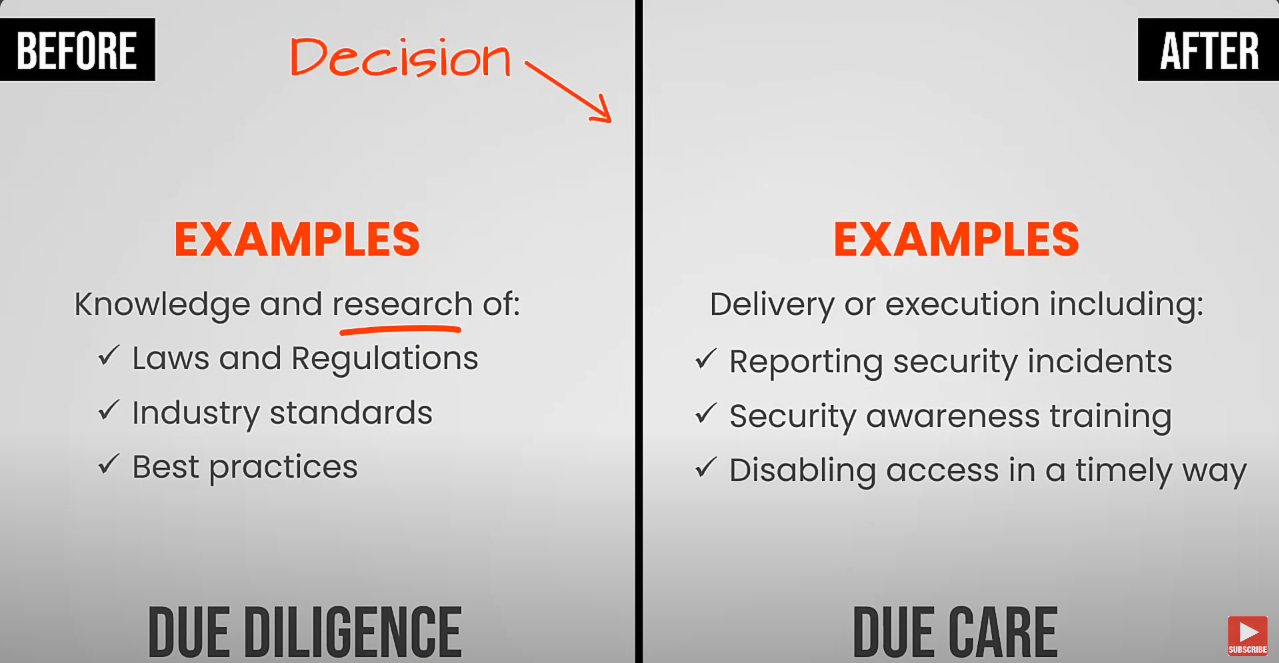 BEFORE
Decision
EXAMPLES
Knowledge and research of:
✓ Laws and Regulations
✓ Industry standards
✓ Best practices
DUE DILIGENCE
AFTER
EXAMPLES
Delivery or execution including:
✓ Reporting security incidents
✓ Security awareness training
✓ Disabling access in a timely way
DUE CARE
SUBSCRIBE